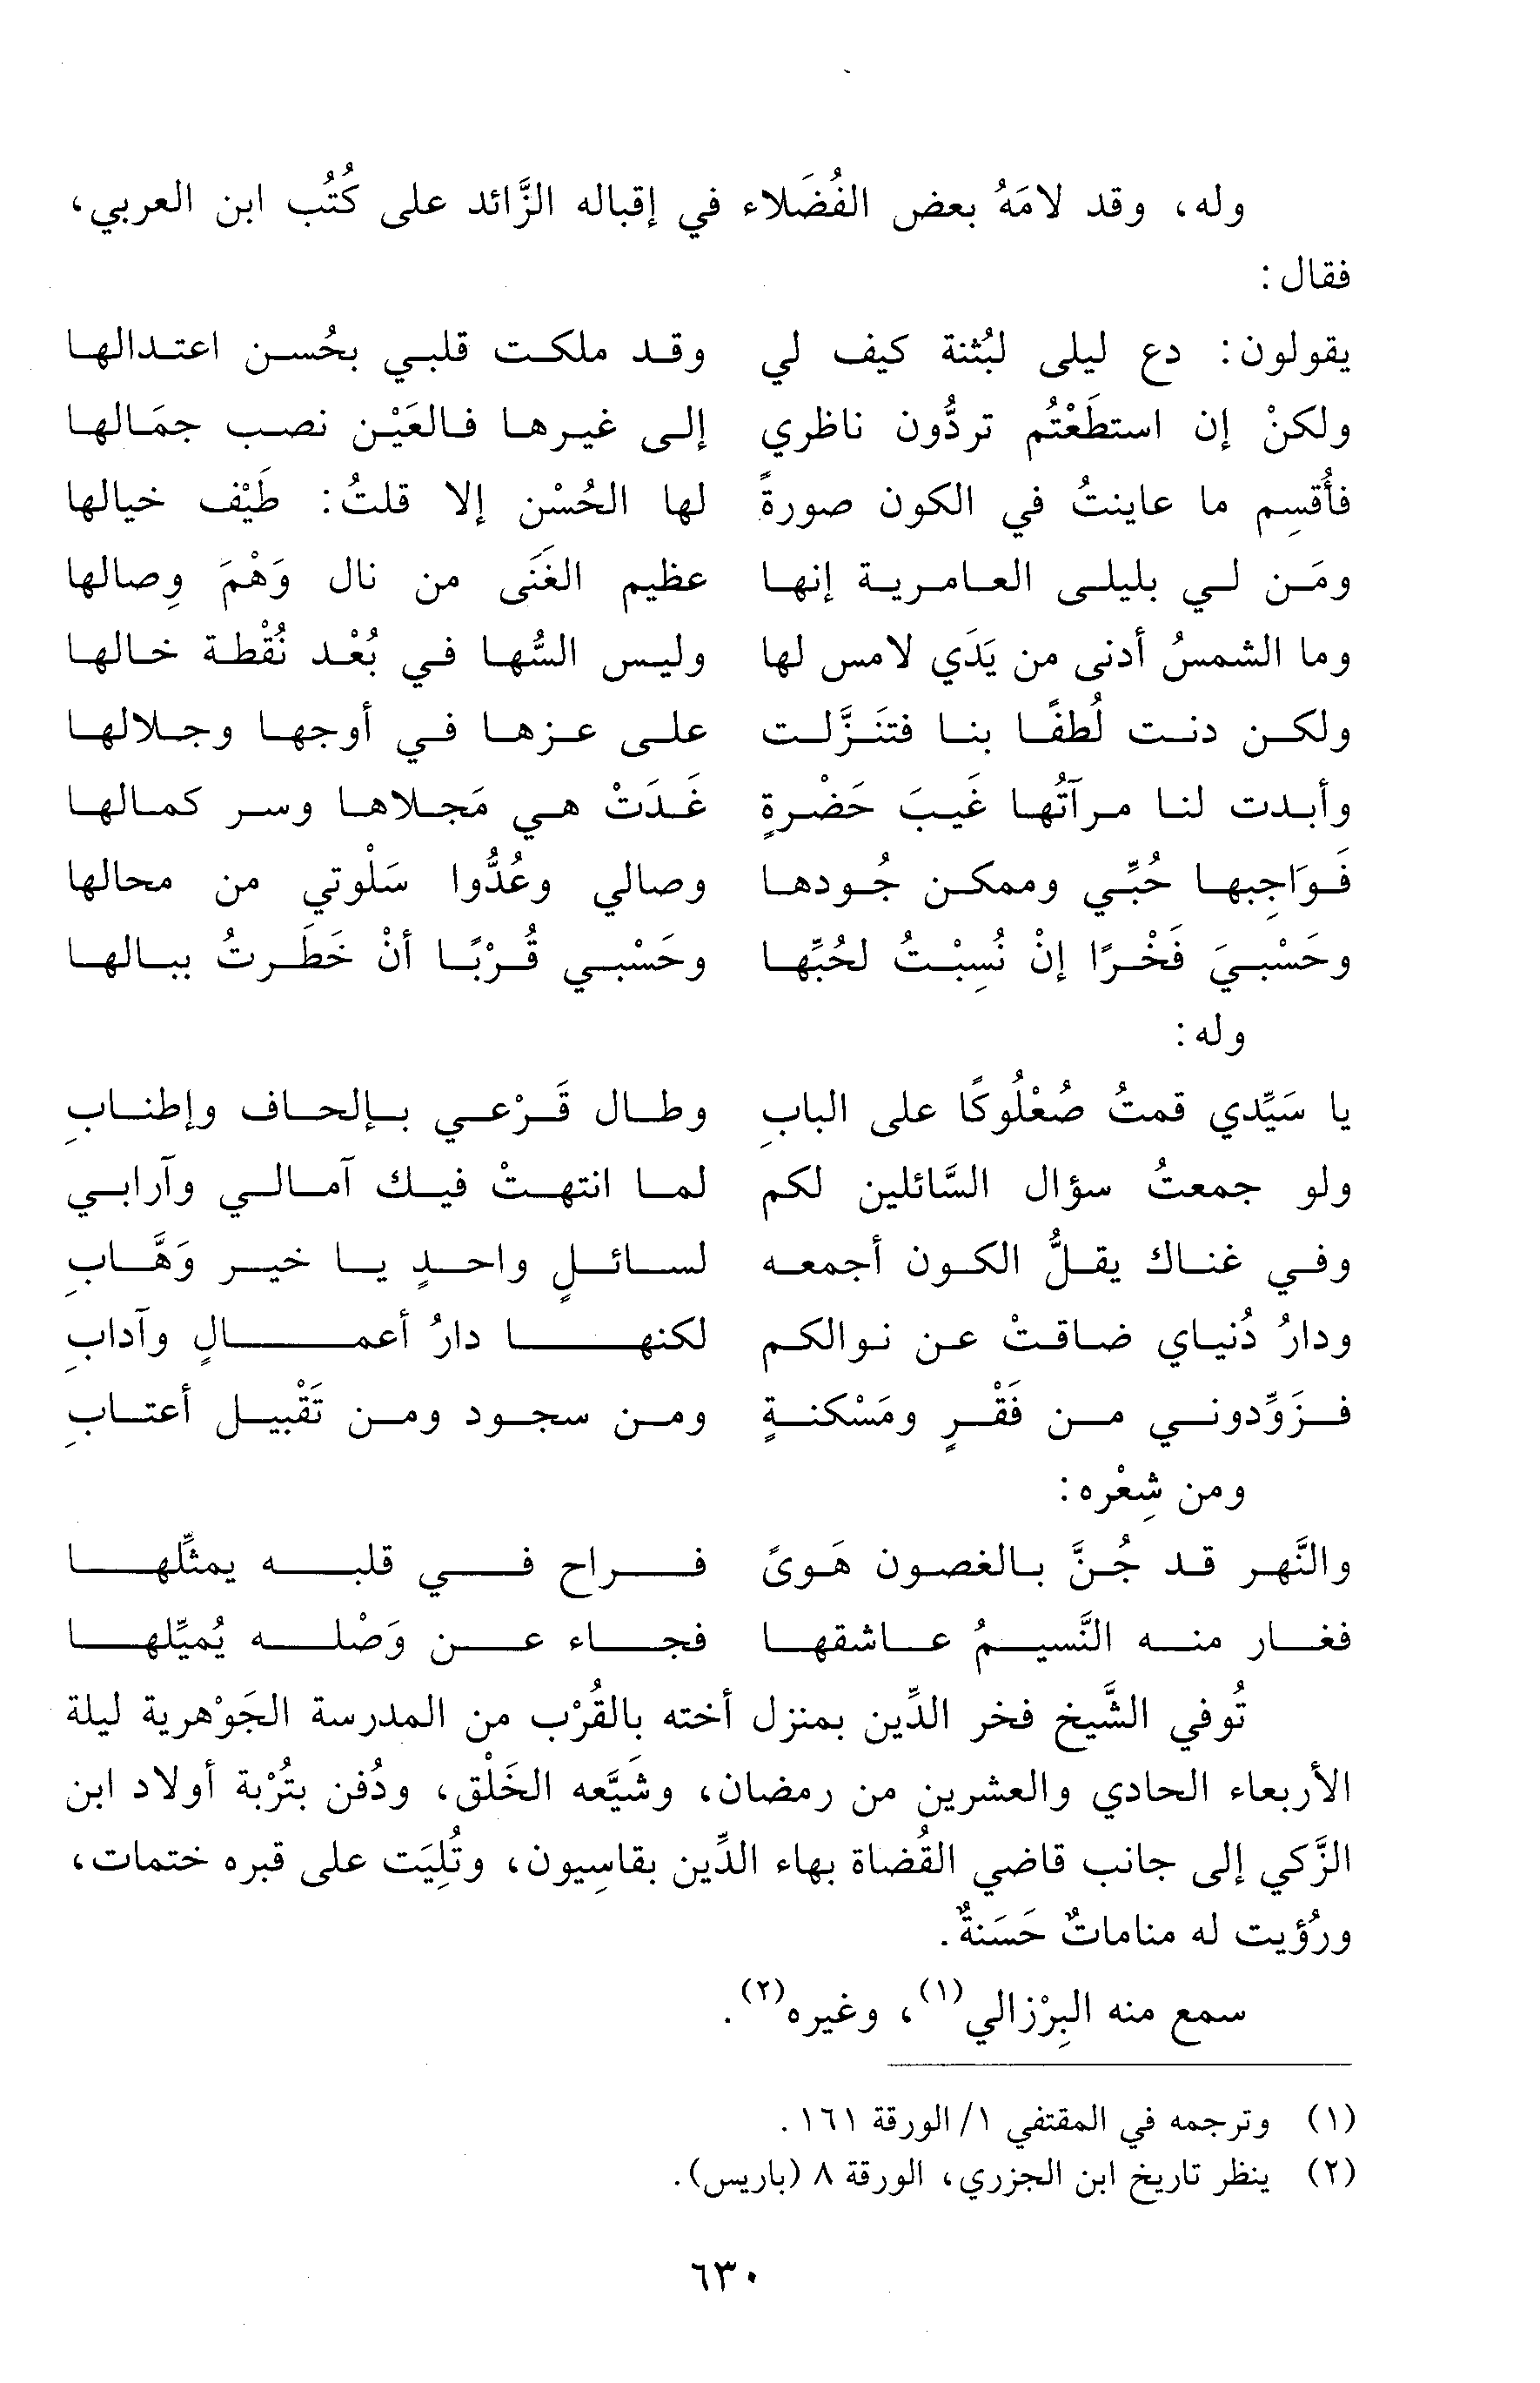 وله، وقد لامَهُ بعض الفُضَلاء في إقباله الزَّائد على كُتُب ابن العربي،
فقال:
يقولون: دع ليلى لبُثنة كيف لي وقد ملكت قلبي بحُسن اعتدالها
ولكنْ إن استطَعْتُم تردُّون ناظري إلى غيرها فالعَيْن نصب جمَالها
فأُقسِم ما عاينتُ في الكون صورةً لها الحُسْن إلا قلتُ: طَيْف خيالها
ومَن لي بليلى العامرية إنها عظيم الغَنَى من نال وَهْمَ وِصالها
وما الشمسُ أدنى من يَدَي لامس لها وليس السُّها في بُعْد نُقْطة خالها
ولكن دنت لُطفًا بنا فتَنَزَّلت على عزها في أوجها وجلالها
وأبدت لنا مرآتُها غَيبَ حَضْرةٍ غَدَتْ هي مَجلاها وسر كمالها
فَوَاجِبها حُبِّي وممكن جُودها وصالي وعُدُّوا سَلْوتي من محالها
وحَسْبيَ فَخْرًا إنْ نُسِبْتُ لحُبِّها وحَسْبي قُرْبًا أنْ خَطَرتُ ببالها
وله:
يا سَيِّدي قمتُ صُعْلُوكًا على البابِ وطال قَرْعي بإلحاف وإطنابِ
ولو جمعتُ سؤال السَّائلين لكم لما انتهتْ فيك آمالي وآرابي
وفي غناك يقلُّ الكون أجمعه لسائلٍ واحدٍ يا خير وَهَّابِ
ودارُ دُنياي ضاقتْ عن نوالكم لكنها دارُ أعمالٍ وآدابِ
فزَوِّدوني من فَقْرٍ ومَسْكنةٍ ومن سجود ومن تَقْبيل أعتابِ
ومن شِعْره:
والنَّهر قد جُنَّ بالغصون هَوىً فراح في قلبه يمثِّلها
فغار منه النَّسيمُ عاشقها فجاء عن وَصْله يُميِّلها
تُوفي الشَّيخ فخر الدِّين بمنزل أخته بالقُرْب من المدرسة الجَوْهرية ليلة
الأربعاء الحادي والعشرين من رمضان، وشَيَّعه الخَلْق، ودُفن بتُرْبة أولاد ابن
الزَّكي إلى جانب قاضي القُضاة بهاء الدِّين بقاسِيون، وتُلِيَت على قبره ختمات،
ورُؤيت له مناماتٌ حَسَنةٌ.
سمع منه البِرْزالي(١)، وغيره(٢).
(١) وترجمه في المقتفي ١/ الورقة ١٦١.
(٢) ينظر تاريخ ابن الجزري، الورقة ٨ (باريس).
٦٣٠